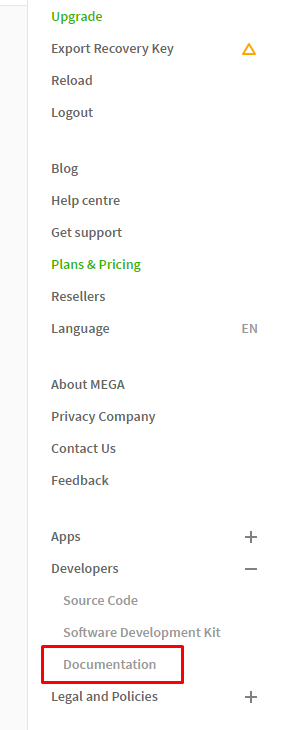 Upgrade
Export Recovery Key
Reload
Logout
Blog
Help centre
Get support
Plans & Pricing
Resellers
Language EN
About MEGA
Privacy Company
Contact Us
Feedback
Apps
Developers
Source Code
Software Development Kit
Documentation
Legal and Policies